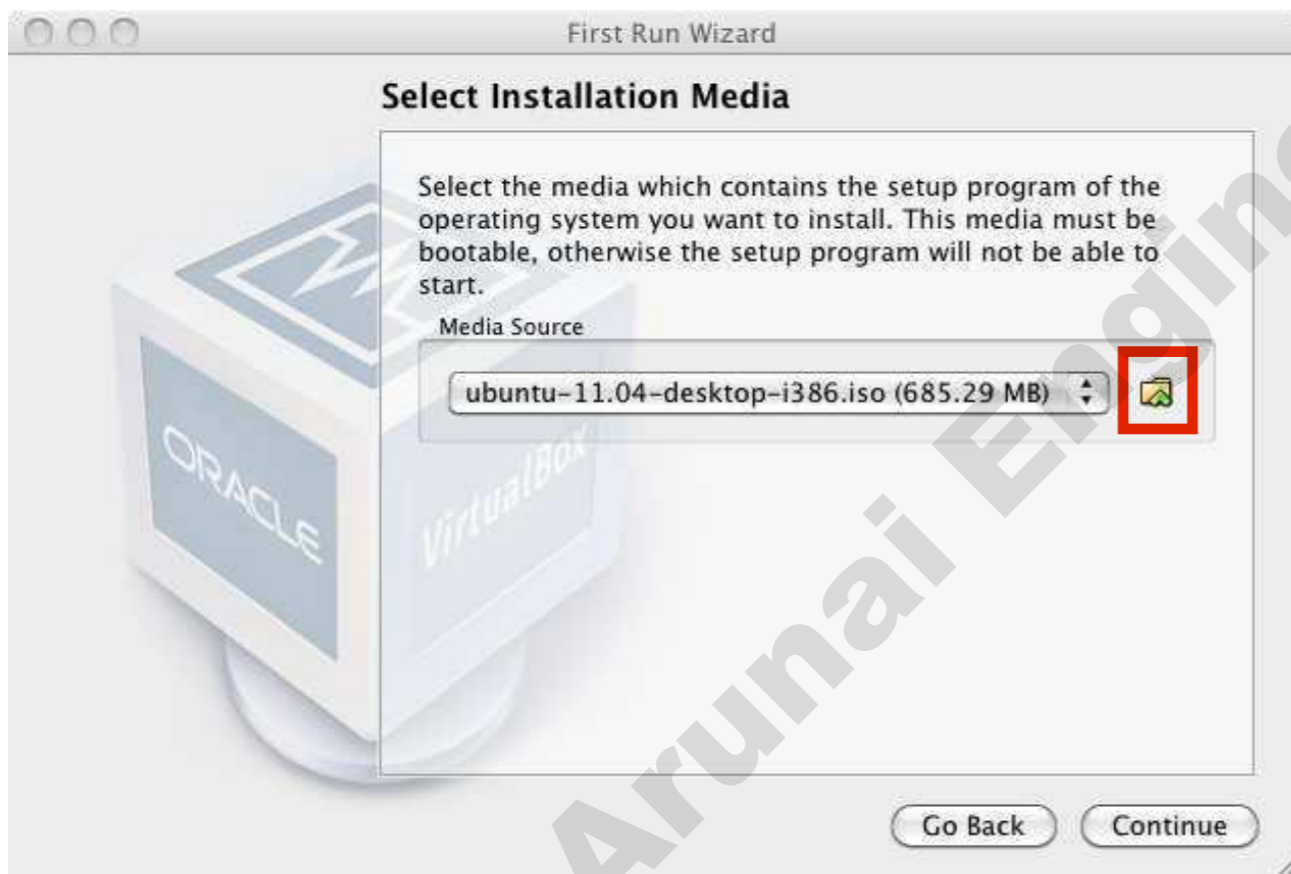 First Run Wizard
Select Installation Media
Select the media which contains the setup program of the
operating system you want to install. This media must be
bootable, otherwise the setup program will not be able to
start.
Media Source
ubuntu-11.04-desktop-i386.iso (685.29 MB)
ORACLE
VirtualBox
Arunai
Go Back
Continue